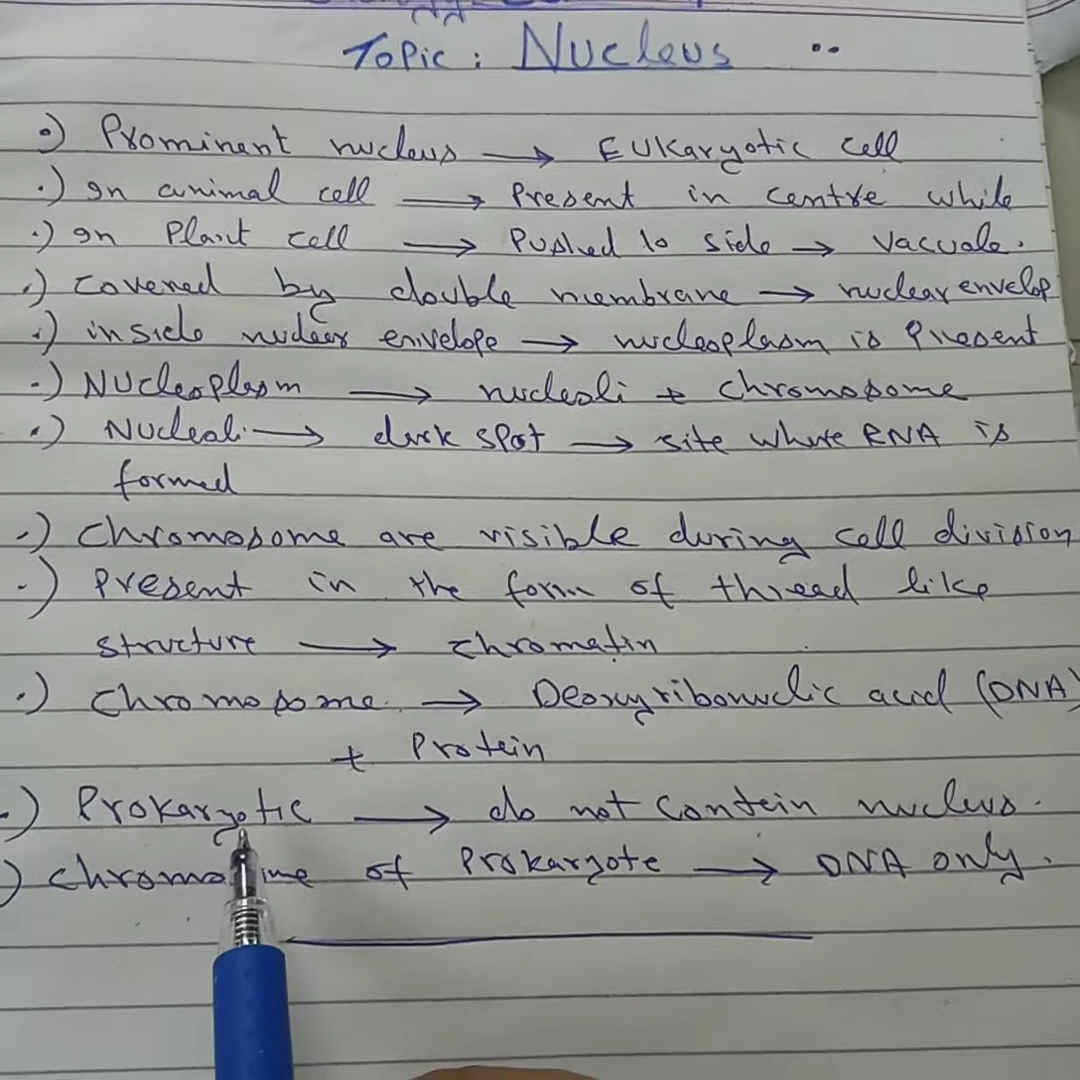 Topic: Nucleus
Prominent nucleus → Eukaryotic cell
In animal cell → Present in centre while
In Plant cell → Pushed to side → Vacuole.
Covered by double membrane → nuclear envelop
inside nuclear envelope → nucleoplasm is Present
Nucleoplasm → nucleoli + chromosome
Nucleoli → dark spot → site where RNA is
formed
Chromosome are visible during cell division
Present in the form of thread like
structure → chromatin
Chromosome → Deoxyribonuclic acid (DNA)
+ Protein
Prokaryotic → do not contain nucleus.
of Prokaryote → DNA only.